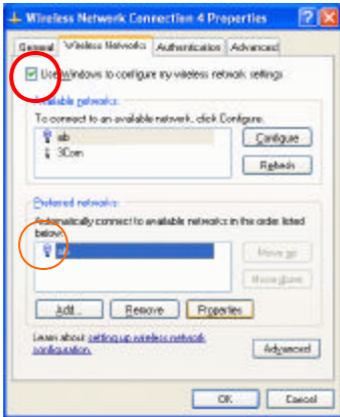 Wireless Network Connection 4 Properties
General Wireless Networks Authentication Advanced
Use Windows to configure my wireless network settings
Available networks:
To connect to an available network, click Configure.
3Com
Configure
Refresh
Preferred networks:
Automatically connect to available networks in the order listed
below:
Move up
Move down
Add... Remove Properties
Learn about setting up wireless network
configuration.
Advanced
OK Cancel